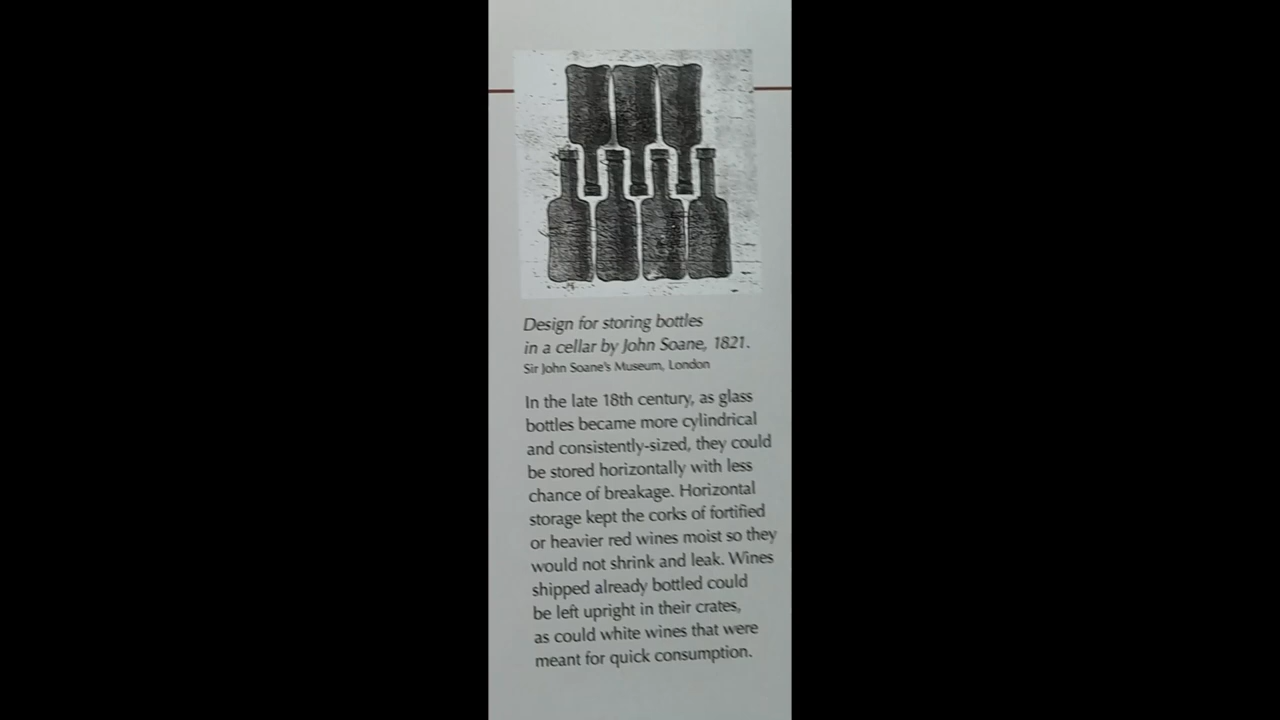 Design for storing bottles
in a cellar by John Soane, 1821.
Sir John Soane's Museum, London
In the late 18th century, as glass
bottles became more cylindrical
and consistently-sized, they could
be stored horizontally with less
chance of breakage. Horizontal
storage kept the corks of fortified
or heavier red wines moist so they
would not shrink and leak. Wines
shipped already bottled could
be left upright in their crates,
as could white wines that were
meant for quick consumption.